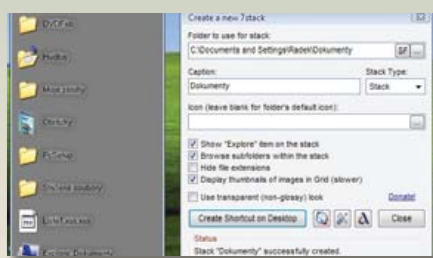 DVDFab
Hudba
Moje zvuky
Obrázky
PcSetup
Stažené soubory
Explorer Dokumenty
Create a new 7stack
Folder to use for stack:
C:\Documents and Settings\Radek\Dokumenty
SF ...
Caption:
Stack Type:
Dokumenty
Stack
Icon (leave blank for folder's default icon):
...
Show "Explore" item on the stack
Browse subfolders within the stack
Hide file extensions
Display thumbnails of images in Grid (slower)
Use transparent (non-glossy) look
Donate!
Create Shortcut on Desktop
A
Close
Status
Stack "Dokumenty" successfully created.